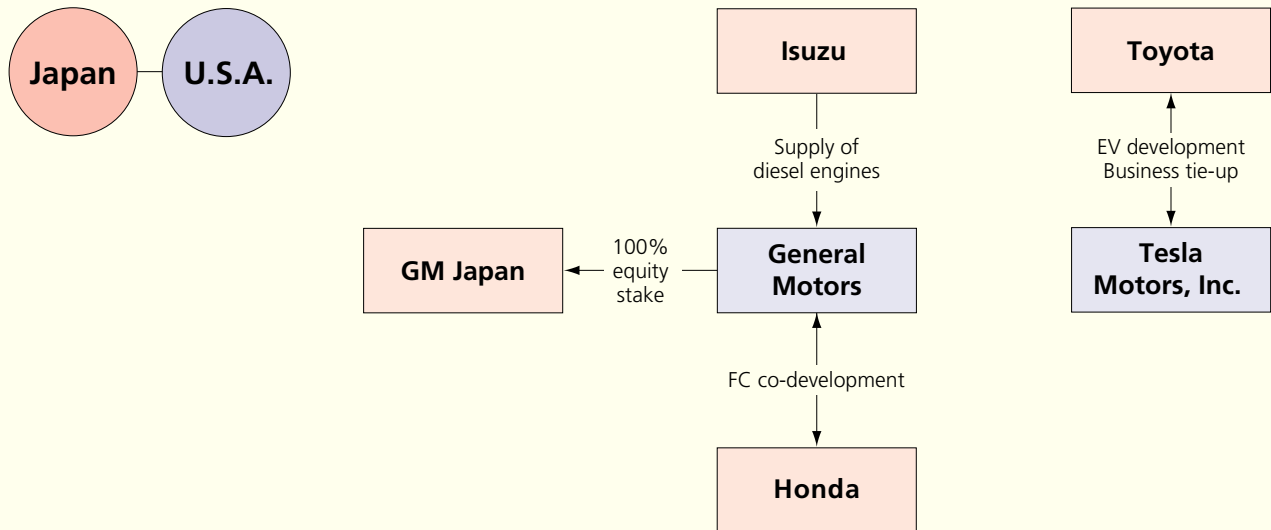 Japan
U.S.A.
Isuzu
Toyota
Supply of
diesel engines
EV development
Business tie-up
GM Japan
100%
equity
stake
General
Motors
Tesla
Motors, Inc.
FC co-development
Honda